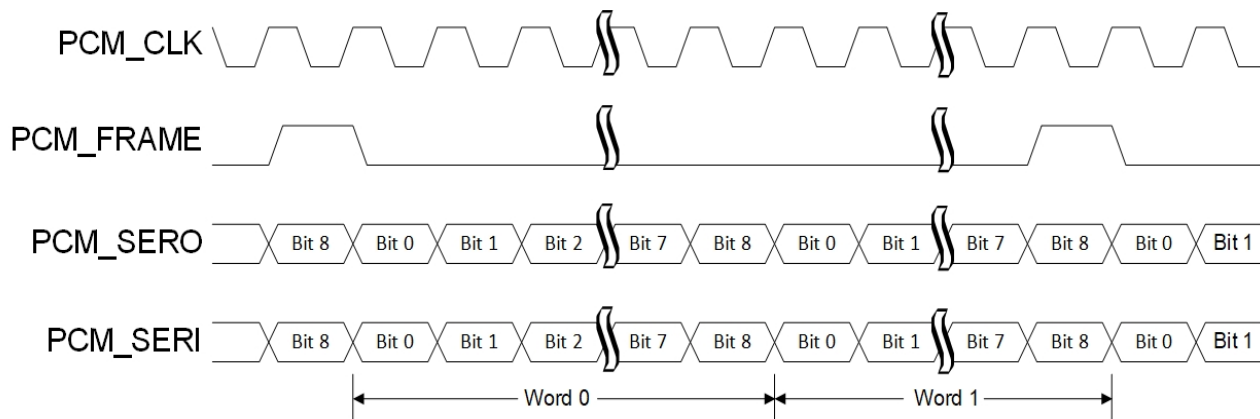 PCM_CLK
PCM_FRAME
PCM_SERO Bit 8 Bit 0 Bit 1 Bit 2 Bit 7 Bit 8 Bit 0 Bit 1 Bit 7 Bit 8 Bit 0 Bit 1
PCM_SERI Bit 8 Bit 0 Bit 1 Bit 2 Bit 7 Bit 8 Bit 0 Bit 1 Bit 7 Bit 8 Bit 0 Bit 1
Word 0 Word 1